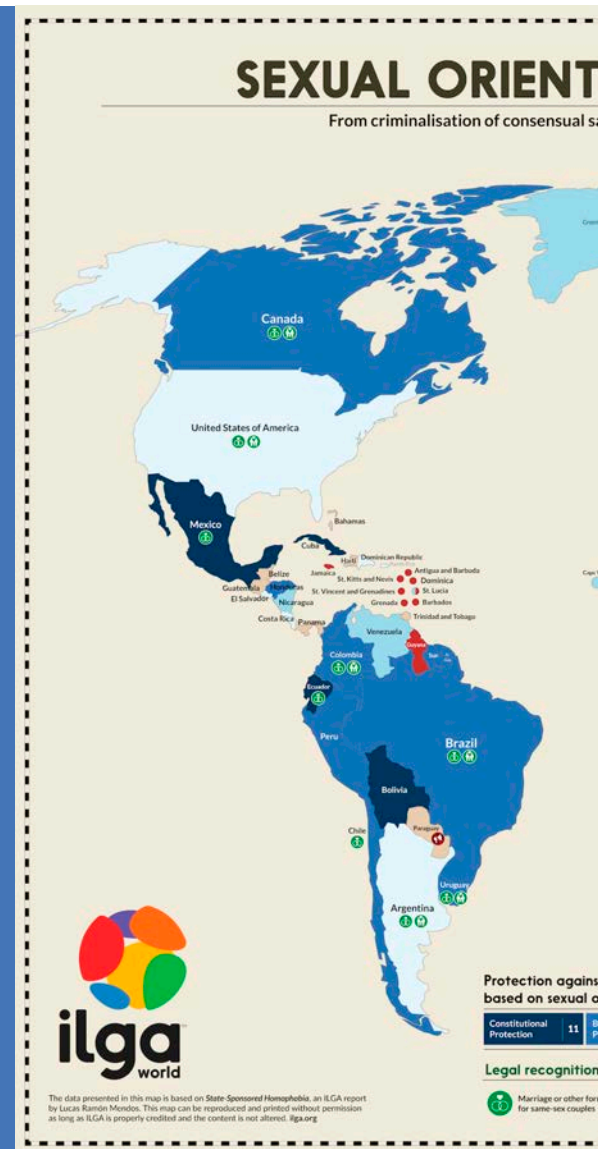 SEXUAL ORIENT
From criminalisation of consensual sa
Canada
United States of America
Mexico
Bahamas
Cuba
Haiti
Dominican Republic
Jamaica
Antigua and Barbuda
St. Kitts and Nevis
Dominica
Belize
St. Vincent and Grenadines
St. Lucia
Guatemala
Honduras
El Salvador
Nicaragua
Grenada
Barbados
Costa Rica
Panama
Trinidad and Tobago
Venezuela
Guyana
Sur
Colombia
Ecuador
Peru
Brazil
Bolivia
Paraguay
Chile
Uruguay
Argentina
ilga
world
Protection agains
based on sexual o
Constitutional
Protection
11
B
P
Legal recognition
Marriage or other for
for same-sex couples
The data presented in this map is based on State-Sponsored Homophobia, an ILGA report
by Lucas Ramón Mendos. This map can be reproduced and printed without permission
as long as ILGA is properly credited and the content is not altered. ilga.org